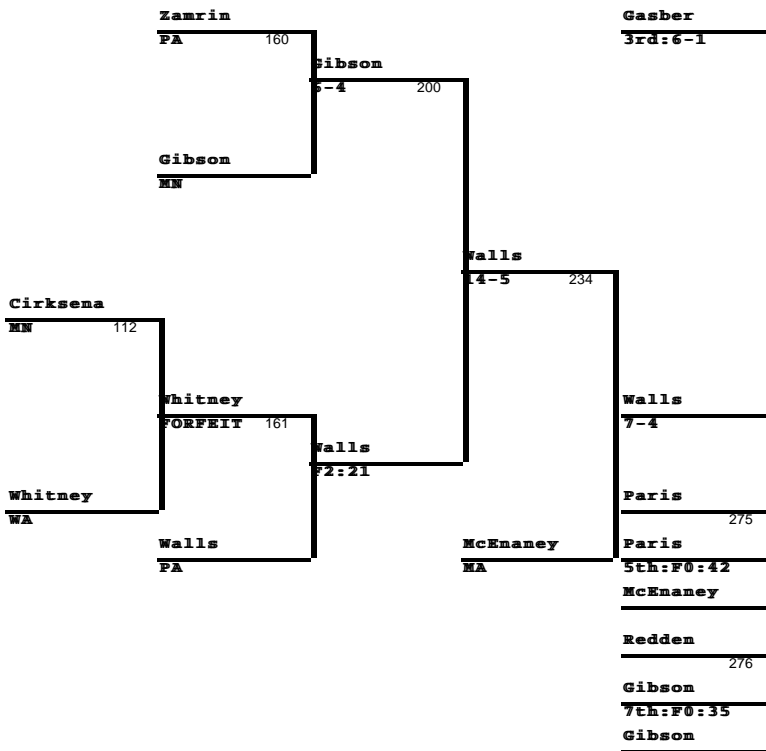 Zamrin
PA 160
Gibson
200
Gibson
MN
Cirksena
MN 112
Whitney
FORFEIT 161
Whitney
WA
Walls
PA
Walls
F2:21
Walls
14-5 234
McEnaney
MA
Gasber
3rd:6-1
Walls
7-4
Paris
275
Paris
5th:F0:42
McEnaney
Redden
276
Gibson
7th:F0:35
Gibson